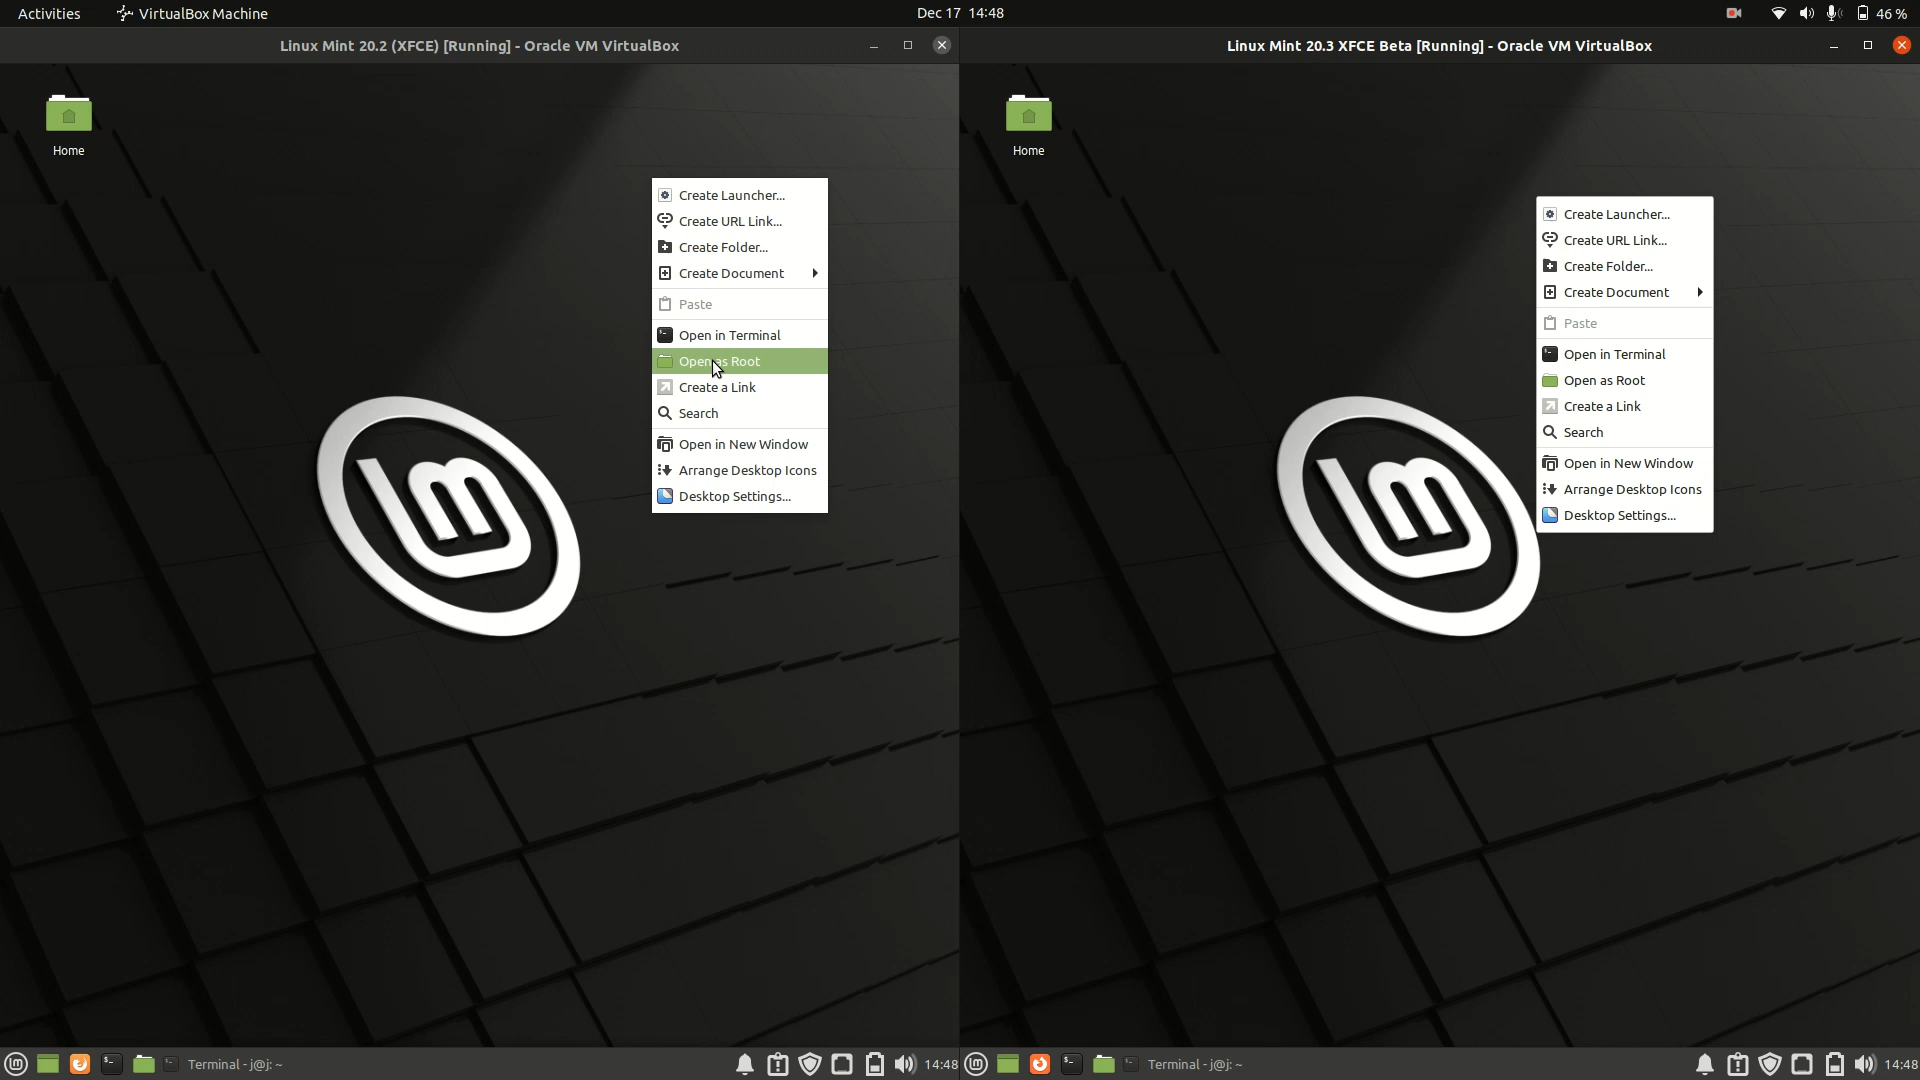 Activities
VirtualBox Machine
Dec 17 14:48
46 %
Linux Mint 20.2 (XFCE) [Running] - Oracle VM VirtualBox
Home
Create Launcher...
Create URL Link...
Create Folder...
Create Document
Paste
Open in Terminal
Open as Root
Create a Link
Search
Open in New Window
Arrange Desktop Icons
Desktop Settings...
Terminal - j@j: ~
14:48
Linux Mint 20.3 XFCE Beta [Running] - Oracle VM VirtualBox
Home
Create Launcher...
Create URL Link...
Create Folder...
Create Document
Paste
Open in Terminal
Open as Root
Create a Link
Search
Open in New Window
Arrange Desktop Icons
Desktop Settings...
Terminal - j@j: ~
14:48